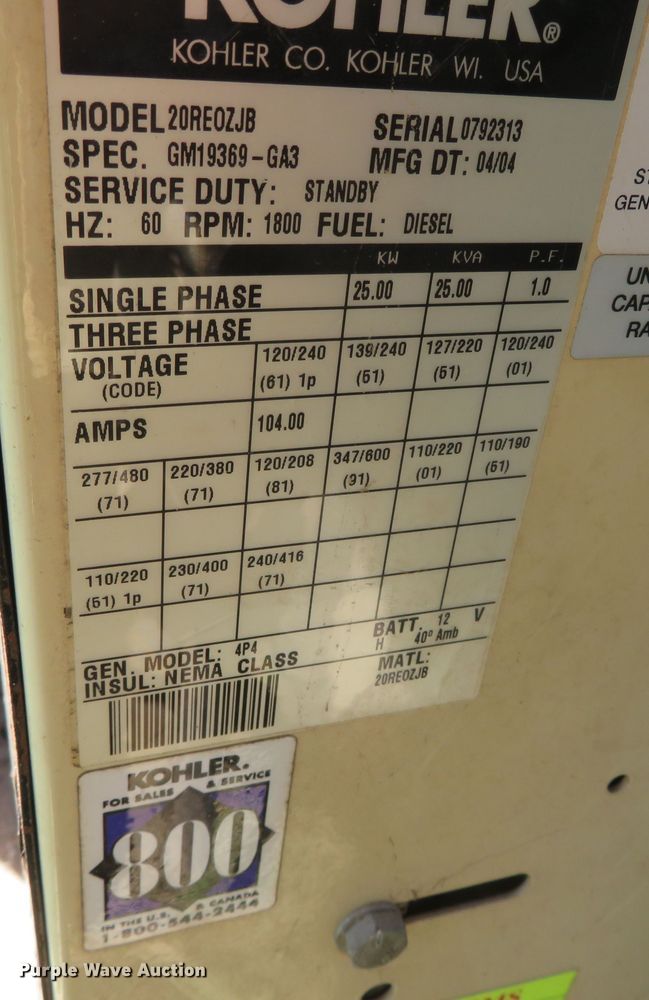 KOHLER®
KOHLER CO. KOHLER WI. USA
MODEL 20REOZJB SERIAL 0792313
SPEC. GM19369-GA3 MFG DT: 04/04
SERVICE DUTY: STANDBY
HZ: 60 RPM: 1800 FUEL: DIESEL
KW KVA P.F.
SINGLE PHASE 25.00 25.00 1.0
THREE PHASE
VOLTAGE 120/240 139/240 127/220 120/240
(CODE) (61) 1p (51) (61) (01)
AMPS 104.00
277/480 220/380 120/208 347/600 110/220 110/190
(71) (71) (81) (91) (01) (61)
110/220 230/400 240/416
(51) 1p (71) (71)
GEN. MODEL: 4P4 BATT. 12 V
INSUL: NEMA CLASS H 40° Amb
MATL:
20REOZJB
KOHLER.
FOR SALES & SERVICE
800
IN THE U.S. & CANADA
1-800-544-2444
UN
CAP
RA
GEN
Purple Wave Auction